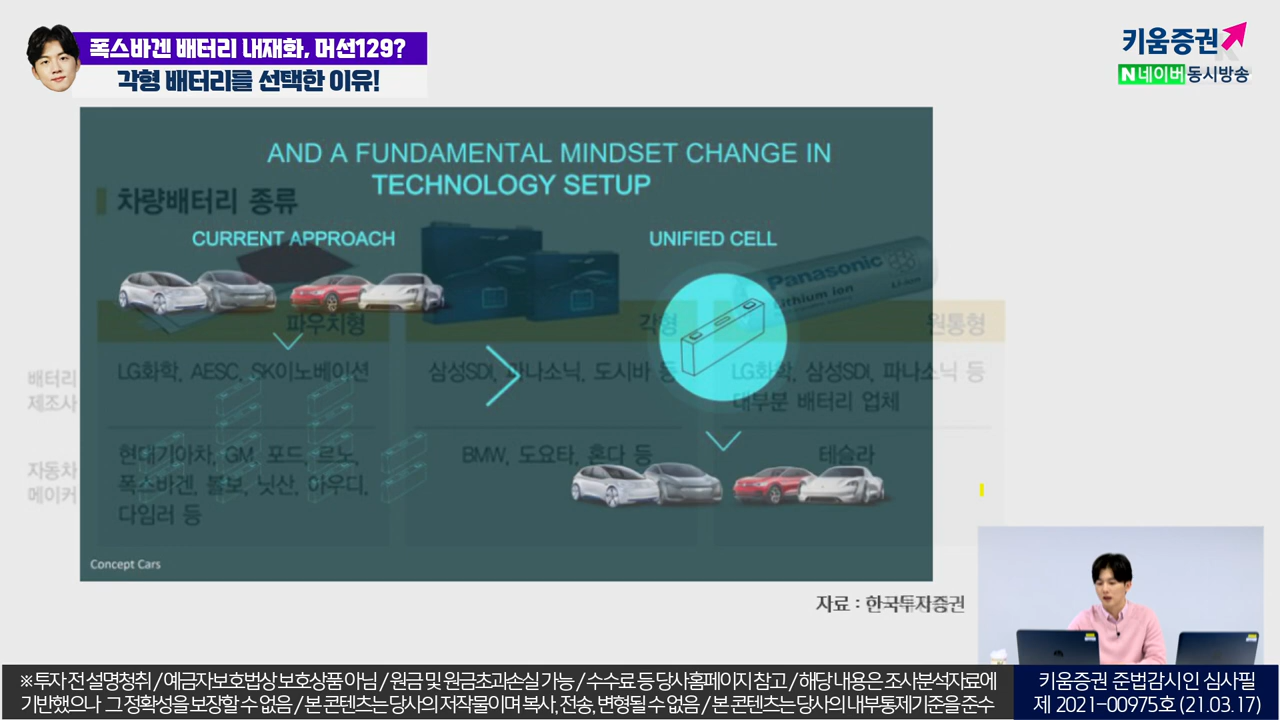 폭스바겐 배터리 내재화, 머선129?
각형 배터리를 선택한 이유!
키움증권
N 네이버 동시방송
AND A FUNDAMENTAL MINDSET CHANGE IN
TECHNOLOGY SETUP
차량배터리 종류
CURRENT APPROACH
UNIFIED CELL
Panasonic
Lithium ion
파우치형
각형
원통형
배터리
제조사
LG화학, AESC, SK이노베이션
삼성SDI, 파나소닉, 도시바 등
LG화학, 삼성SDI, 파나소닉 등
대부분 배터리 업체
자동차
메이커
현대기아차, GM, 포드, 르노,
폭스바겐, 볼보, 닛산, 아우디,
다임러 등
BMW, 도요타, 혼다 등
테슬라
Concept Cars
자료 : 한국투자증권
※ 투자 전 설명청취 / 예금자보호법상 보호상품 아님 / 원금 및 원금초과손실 가능 / 수수료 등 당사홈페이지 참고 / 해당 내용은 조사분석자료에
기반했으나 그 정확성을 보장할 수 없음 / 본 콘텐츠는 당사의 저작물이며 복사, 전송, 변형될 수 없음 / 본 콘텐츠는 당사의 내부통제기준을 준수
키움증권 준법감시인 심사필
제 2021-00975호 (21.03.17)